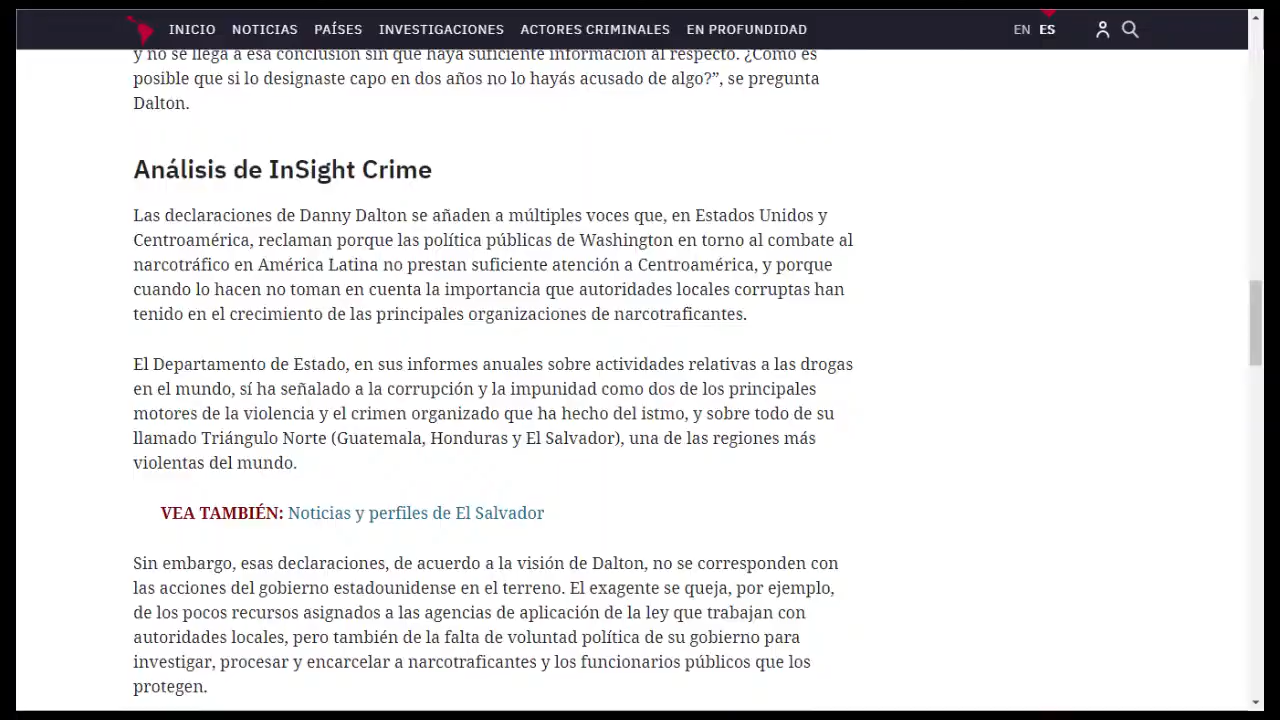 INICIO NOTICIAS PAÍSES INVESTIGACIONES ACTORES CRIMINALES EN PROFUNDIDAD EN ES
y no se llega a esa conclusión sin que haya suficiente información al respecto. ¿Cómo es
posible que si lo designaste capo en dos años no lo hayás acusado de algo?”, se pregunta
Dalton.
Análisis de InSight Crime
Las declaraciones de Danny Dalton se añaden a múltiples voces que, en Estados Unidos y
Centroamérica, reclaman porque las política públicas de Washington en torno al combate al
narcotráfico en América Latina no prestan suficiente atención a Centroamérica, y porque
cuando lo hacen no toman en cuenta la importancia que autoridades locales corruptas han
tenido en el crecimiento de las principales organizaciones de narcotraficantes.
El Departamento de Estado, en sus informes anuales sobre actividades relativas a las drogas
en el mundo, sí ha señalado a la corrupción y la impunidad como dos de los principales
motores de la violencia y el crimen organizado que ha hecho del istmo, y sobre todo de su
llamado Triángulo Norte (Guatemala, Honduras y El Salvador), una de las regiones más
violentas del mundo.
VEA TAMBIÉN: Noticias y perfiles de El Salvador
Sin embargo, esas declaraciones, de acuerdo a la visión de Dalton, no se corresponden con
las acciones del gobierno estadounidense en el terreno. El exagente se queja, por ejemplo,
de los pocos recursos asignados a las agencias de aplicación de la ley que trabajan con
autoridades locales, pero también de la falta de voluntad política de su gobierno para
investigar, procesar y encarcelar a narcotraficantes y los funcionarios públicos que los
protegen.